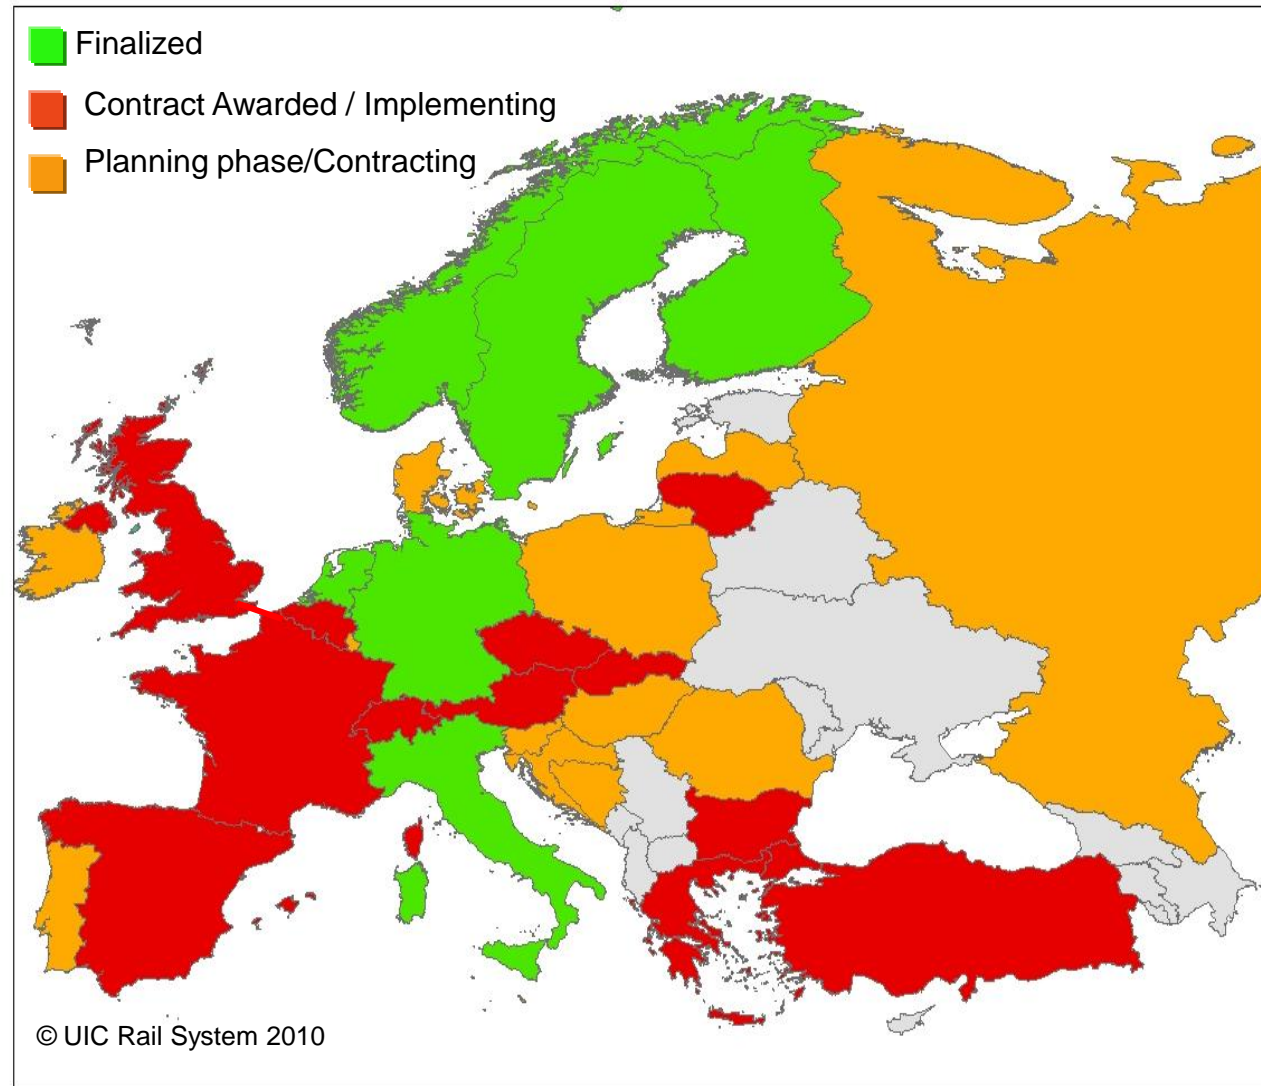 Finalized
Contract Awarded / Implementing
Planning phase/Contracting
© UIC Rail System 2010